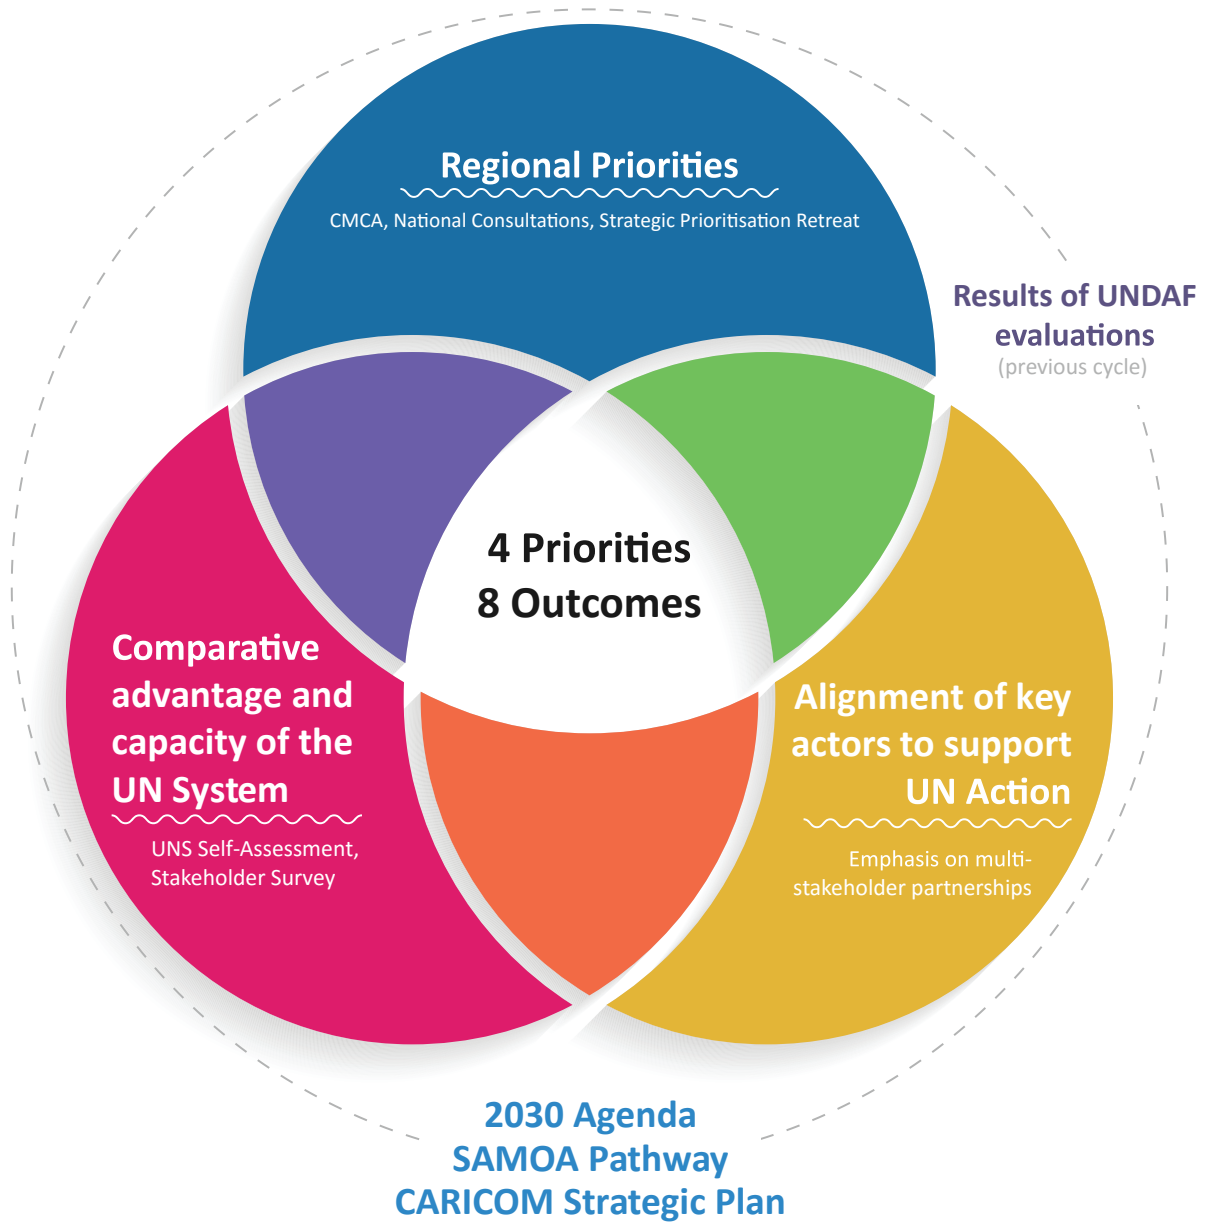 Regional Priorities
CMCA, National Consultations, Strategic Prioritisation Retreat
Results of UNDAF
evaluations
(previous cycle)
4 Priorities
8 Outcomes
Comparative
advantage and
capacity of the
UN System
UNS Self-Assessment,
Stakeholder Survey
Alignment of key
actors to support
UN Action
Emphasis on multi-
stakeholder partnerships
2030 Agenda
SAMOA Pathway
CARICOM Strategic Plan